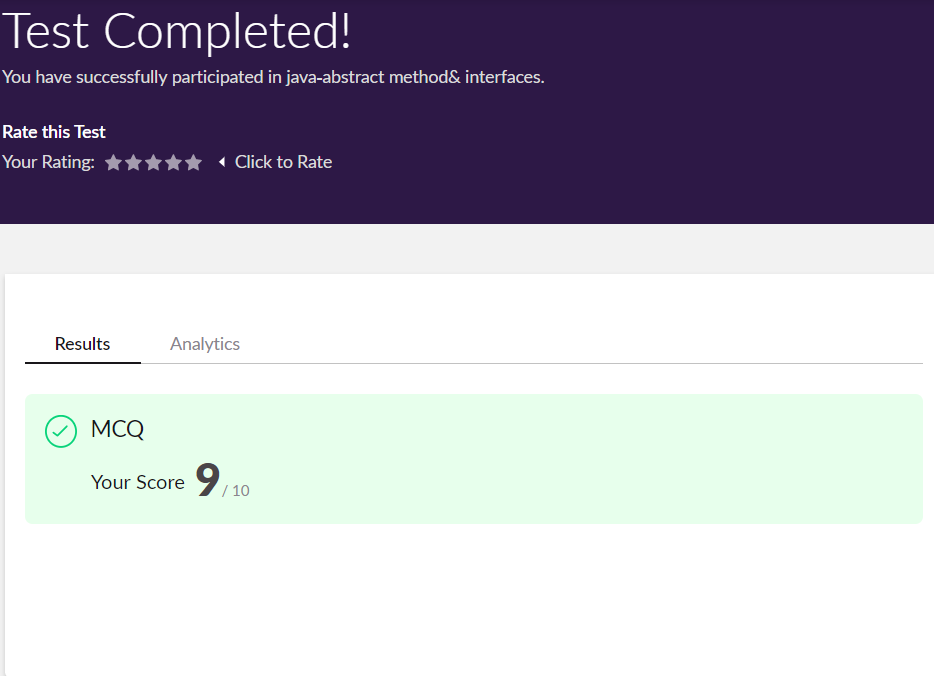 Test Completed!
You have successfully participated in java-abstract method& interfaces.
Rate this Test
Your Rating: Click to Rate
Results Analytics
MCQ
Your Score 9 / 10